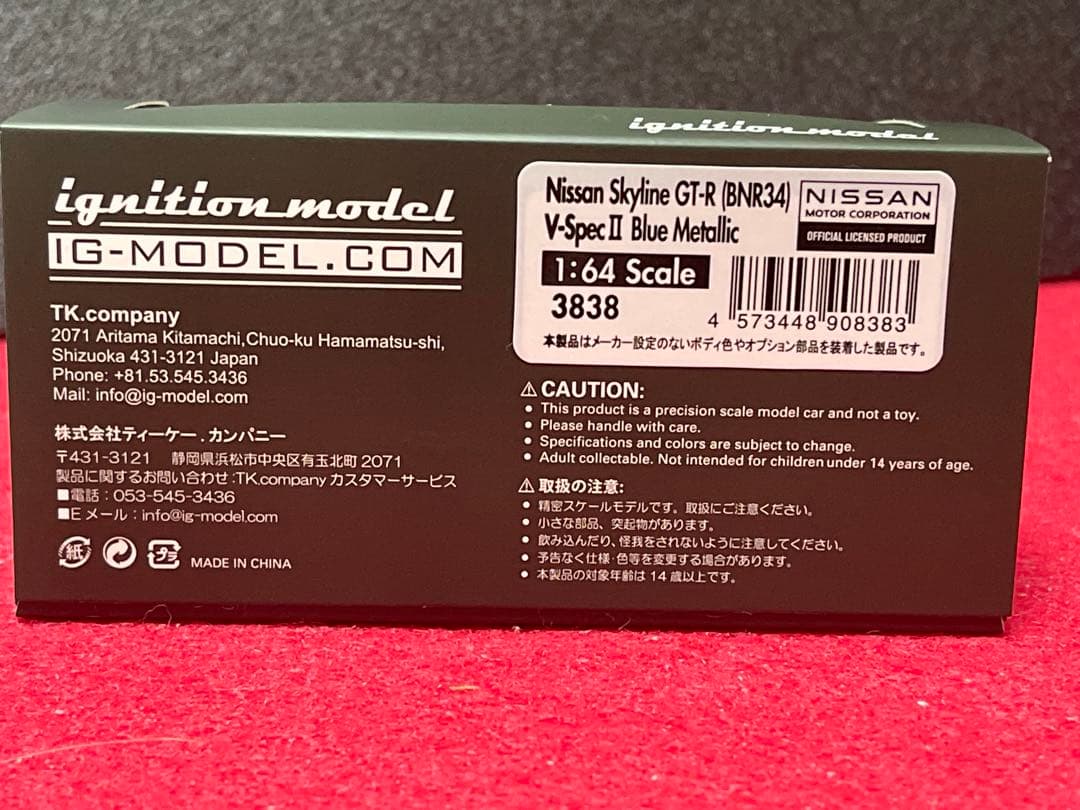 ignition model
ignition model
IG-MODEL.COM
TK.company
2071 Aritama Kitamachi,Chuo-ku Hamamatsu-shi,
Shizuoka 431-3121 Japan
Phone: +81.53.545.3436
Mail: info@ig-model.com
株式会社ティーケー.カンパニー
〒431-3121 静岡県浜松市中央区有玉北町 2071
製品に関するお問い合わせ:TK.company カスタマーサービス
■電話:053-545-3436
■E メール:info@ig-model.com
紙 プラ MADE IN CHINA
Nissan Skyline GT-R (BNR34)
V-Spec II Blue Metallic
NISSAN
MOTOR CORPORATION
OFFICIAL LICENSED PRODUCT
1:64 Scale
3838
4 573448 908383
本製品はメーカー設定のないボディ色やオプション部品を装着した製品です。
⚠ CAUTION:
● This product is a precision scale model car and not a toy.
● Please handle with care.
● Specifications and colors are subject to change.
● Adult collectable. Not intended for children under 14 years of age.
⚠ 取扱の注意:
● 精密スケールモデルです。取扱にご注意ください。
● 小さな部品、突起物があります。
● 飲み込んだり、怪我をされないように注意してください。
● 予告なく仕様·色等を変更する場合があります。
● 本製品の対象年齢は 14 歳以上です。